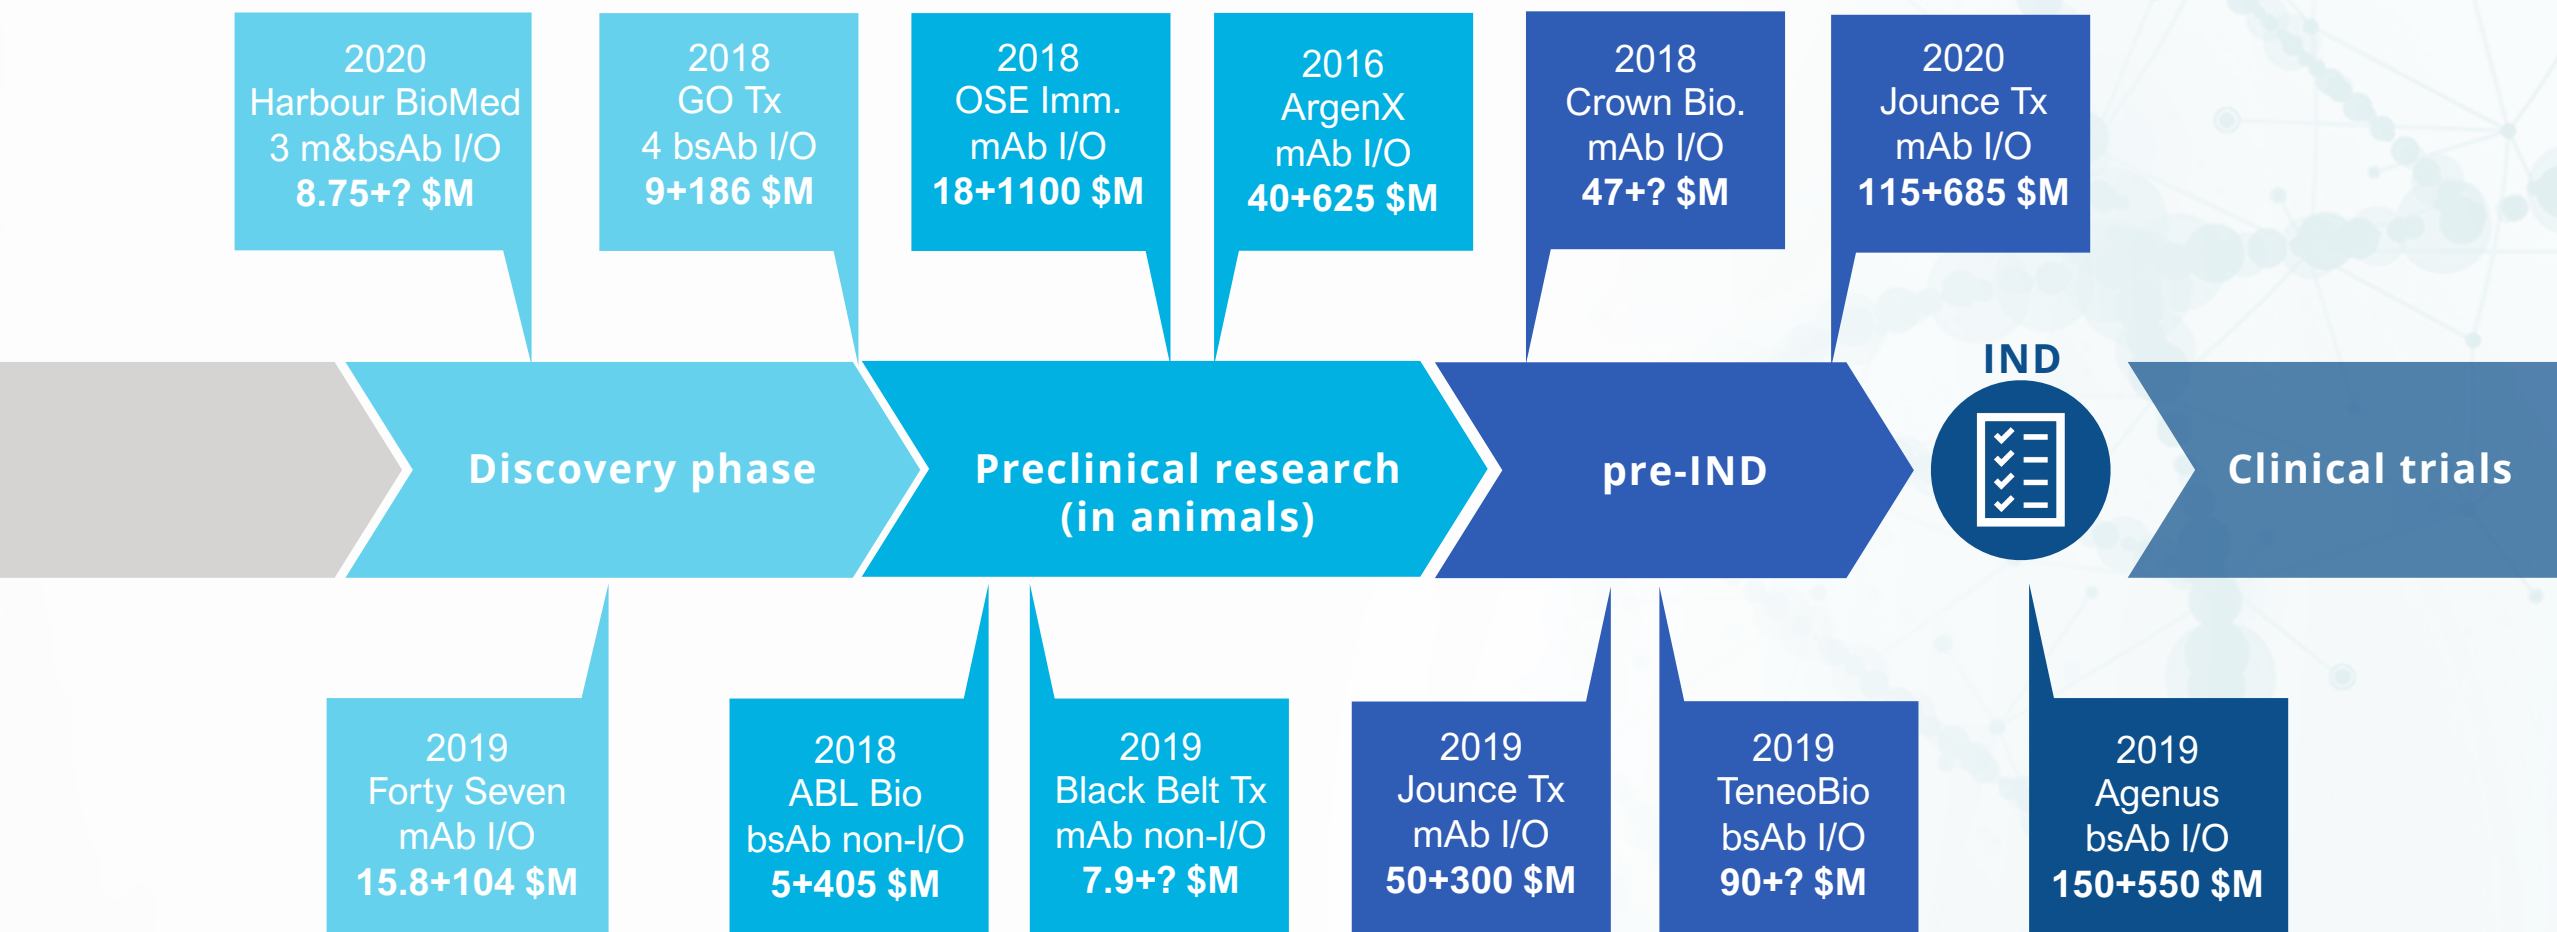 2020
Harbour BioMed
3 m&bsAb I/O
8.75+? $M
2018
GO Tx
4 bsAb I/O
9+186 $M
2018
OSE Imm.
mAb I/O
18+1100 $M
2016
ArgenX
mAb I/O
40+625 $M
2018
Crown Bio.
mAb I/O
47+? $M
2020
Jounce Tx
mAb I/O
115+685 $M
Discovery phase
Preclinical research
(in animals)
pre-IND
IND
Clinical trials
2019
Forty Seven
mAb I/O
15.8+104 $M
2018
ABL Bio
bsAb non-I/O
5+405 $M
2019
Black Belt Tx
mAb non-I/O
7.9+? $M
2019
Jounce Tx
mAb I/O
50+300 $M
2019
TeneoBio
bsAb I/O
90+? $M
2019
Agenus
bsAb I/O
150+550 $M